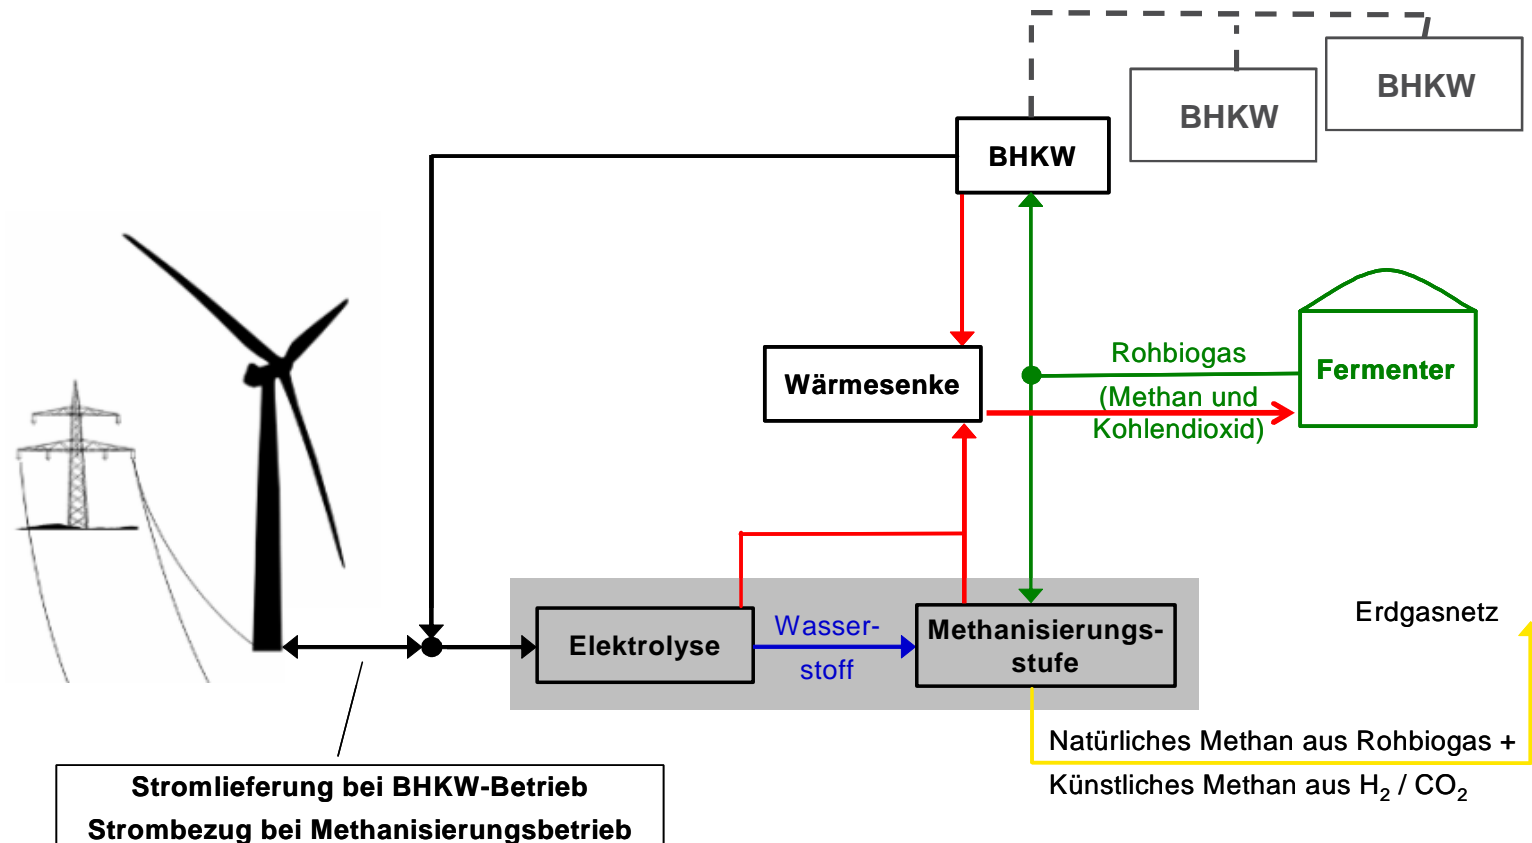 BHKW
BHKW
BHKW
Wärmesenke
Rohbiogas
(Methan und
Kohlendioxid)
Fermenter
Elektrolyse
Wasser-
stoff
Methanisierungs-
stufe
Erdgasnetz
Natürliches Methan aus Rohbiogas +
Künstliches Methan aus H₂ / CO₂
Stromlieferung bei BHKW-Betrieb
Strombezug bei Methanisierungsbetrieb